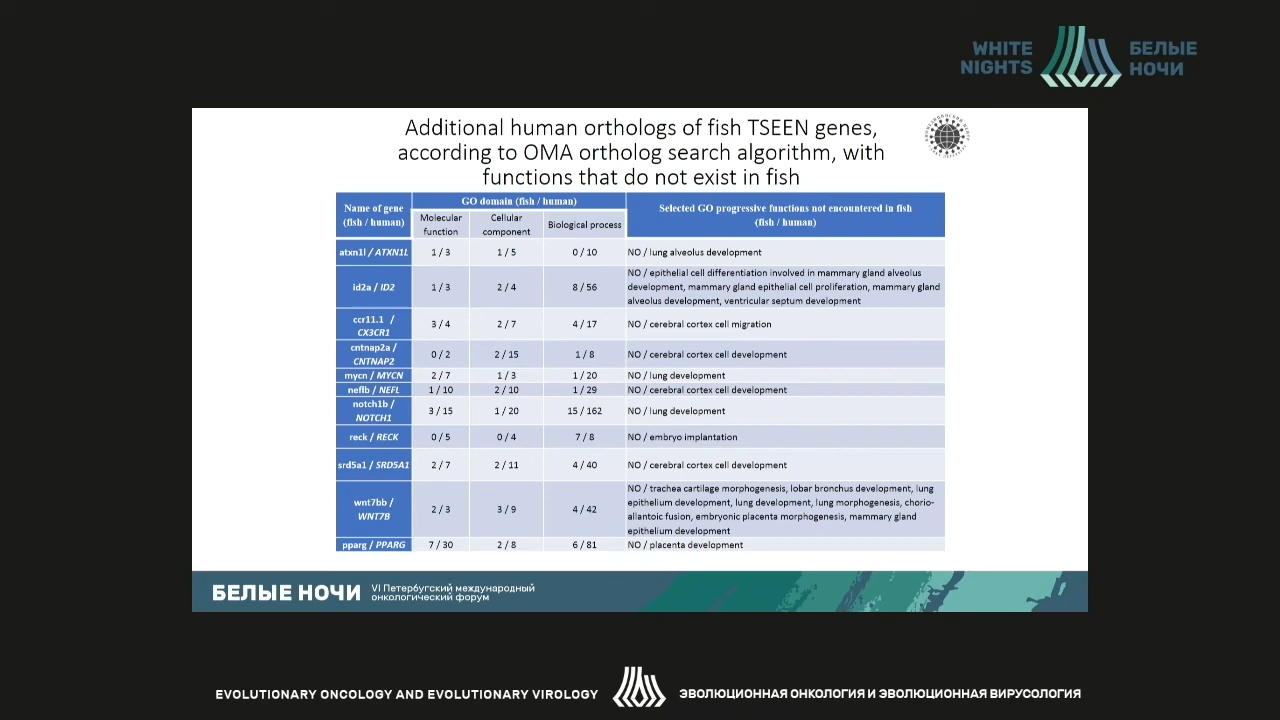 WHITE
NIGHTS
БЕЛЫЕ
НОЧИ
Additional human orthologs of fish TSEEN genes,
according to OMA ortholog search algorithm, with
functions that do not exist in fish
Name of gene
(fish / human)
GO domain (fish / human)
Selected GO progressive functions not encountered in fish
(fish / human)
Molecular
function
Cellular
component
Biological process
atxn1l / ATXN1L 1 / 3 1 / 5 0 / 10 NO / lung alveolus development
id2a / ID2 1 / 3 2 / 4 8 / 56
NO / epithelial cell differentiation involved in mammary gland alveolus
development, mammary gland epithelial cell proliferation, mammary gland
alveolus development, ventricular septum development
ccr11.1 /
CX3CR1
3 / 4 2 / 7 4 / 17 NO / cerebral cortex cell migration
cntnap2a /
CNTNAP2
0 / 2 2 / 15 1 / 8 NO / cerebral cortex cell development
mycn / MYCN 2 / 7 1 / 3 1 / 20 NO / lung development
neflb / NEFL 1 / 10 2 / 10 1 / 29 NO / cerebral cortex cell development
notch1b /
NOTCH1
3 / 15 1 / 20 15 / 162 NO / lung development
reck / RECK 0 / 5 0 / 4 7 / 8 NO / embryo implantation
srd5a1 / SRD5A1 2 / 7 2 / 11 4 / 40 NO / cerebral cortex cell development
wnt7bb /
WNT7B
2 / 3 3 / 9 4 / 42
NO / trachea cartilage morphogenesis, lobar bronchus development, lung
epithelium development, lung development, lung morphogenesis, chorio-
allantoic fusion, embryonic placenta morphogenesis, mammary gland
epithelium development
pparg / PPARG 7 / 30 2 / 8 6 / 81 NO / placenta development
БЕЛЫЕ НОЧИ
VI Петербугский международный
онкологический форум
EVOLUTIONARY ONCOLOGY AND EVOLUTIONARY VIROLOGY
ЭВОЛЮЦИОННАЯ ОНКОЛОГИЯ И ЭВОЛЮЦИОННАЯ ВИРУСОЛОГИЯ